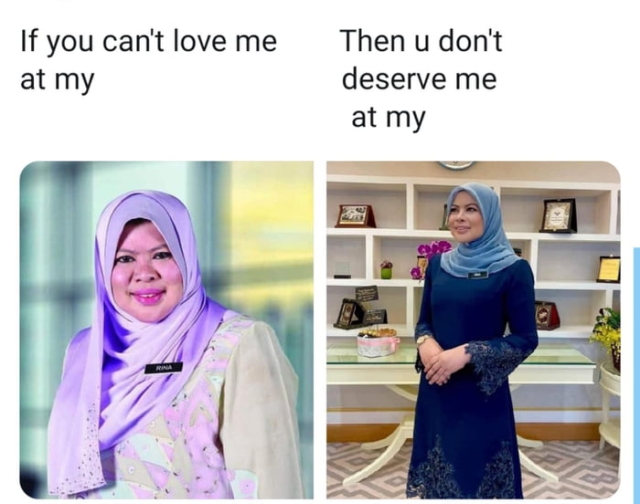 If you can't love me
at my
Then u don't
deserve me
at my
RINA